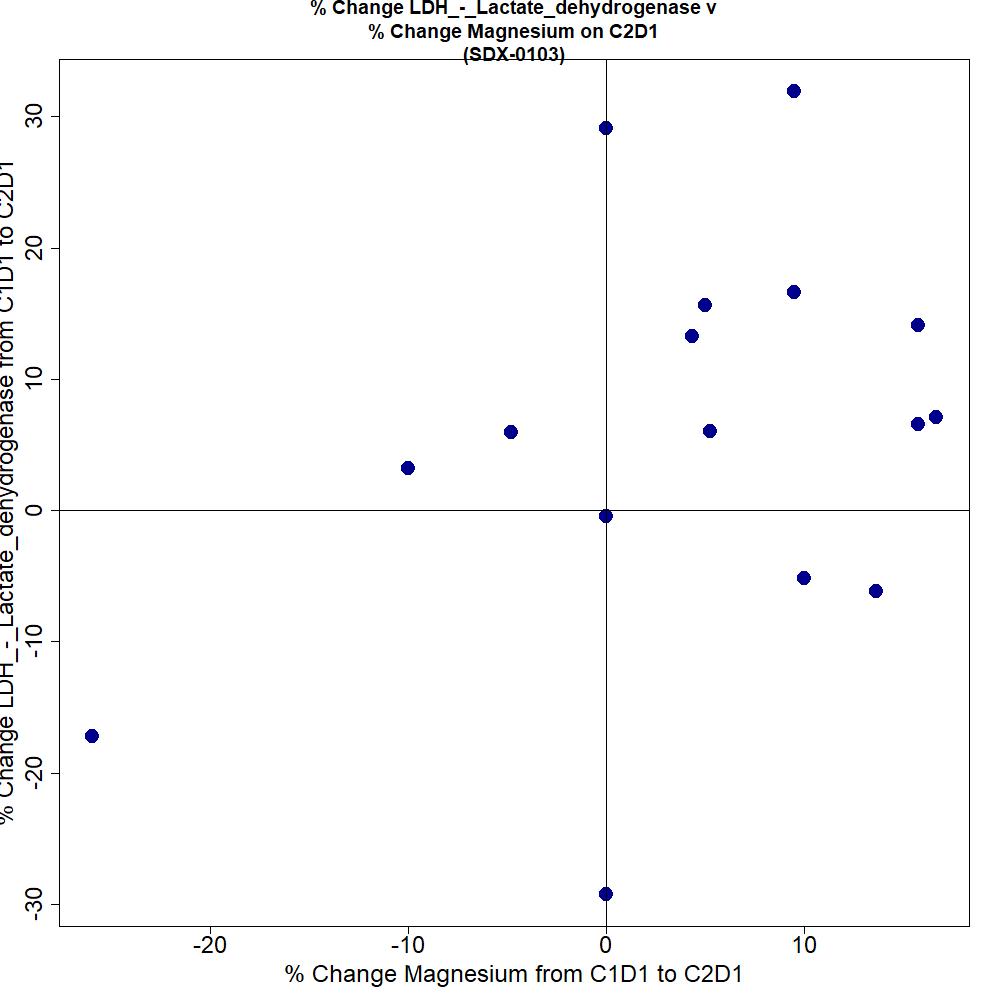 % Change LDH_-_Lactate_dehydrogenase v
% Change Magnesium on C2D1
(SDX-0103)
% Change LDH_-_Lactate_dehydrogenase from C1D1 to C2D1
30
20
10
0
-10
-20
-30
-20
-10
0
10
% Change Magnesium from C1D1 to C2D1